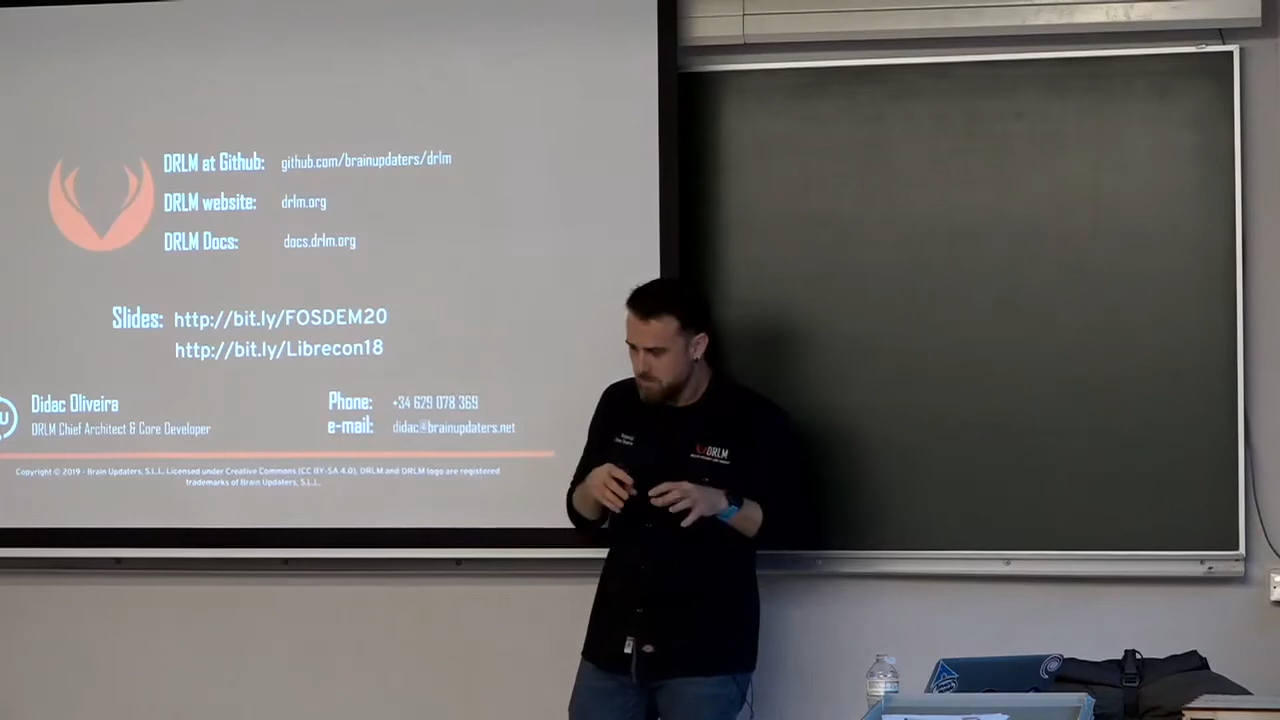 DRLM at Github: github.com/brainupdaters/drlm
DRLM website: drlm.org
DRLM Docs: docs.drlm.org
Slides: http://bit.ly/FOSDEM20
http://bit.ly/Librecon18
U
Didac Oliveira
DRLM Chief Architect & Core Developer
Phone: +34 629 078 369
e-mail: didac@brainupdaters.net
Copyright © 2019 - Brain Updaters, S.L.L. Licensed under Creative Commons (CC BY-SA 4.0). DRLM and DRLM logo are registered
trademarks of Brain Updaters, S.L.L.
DRLM